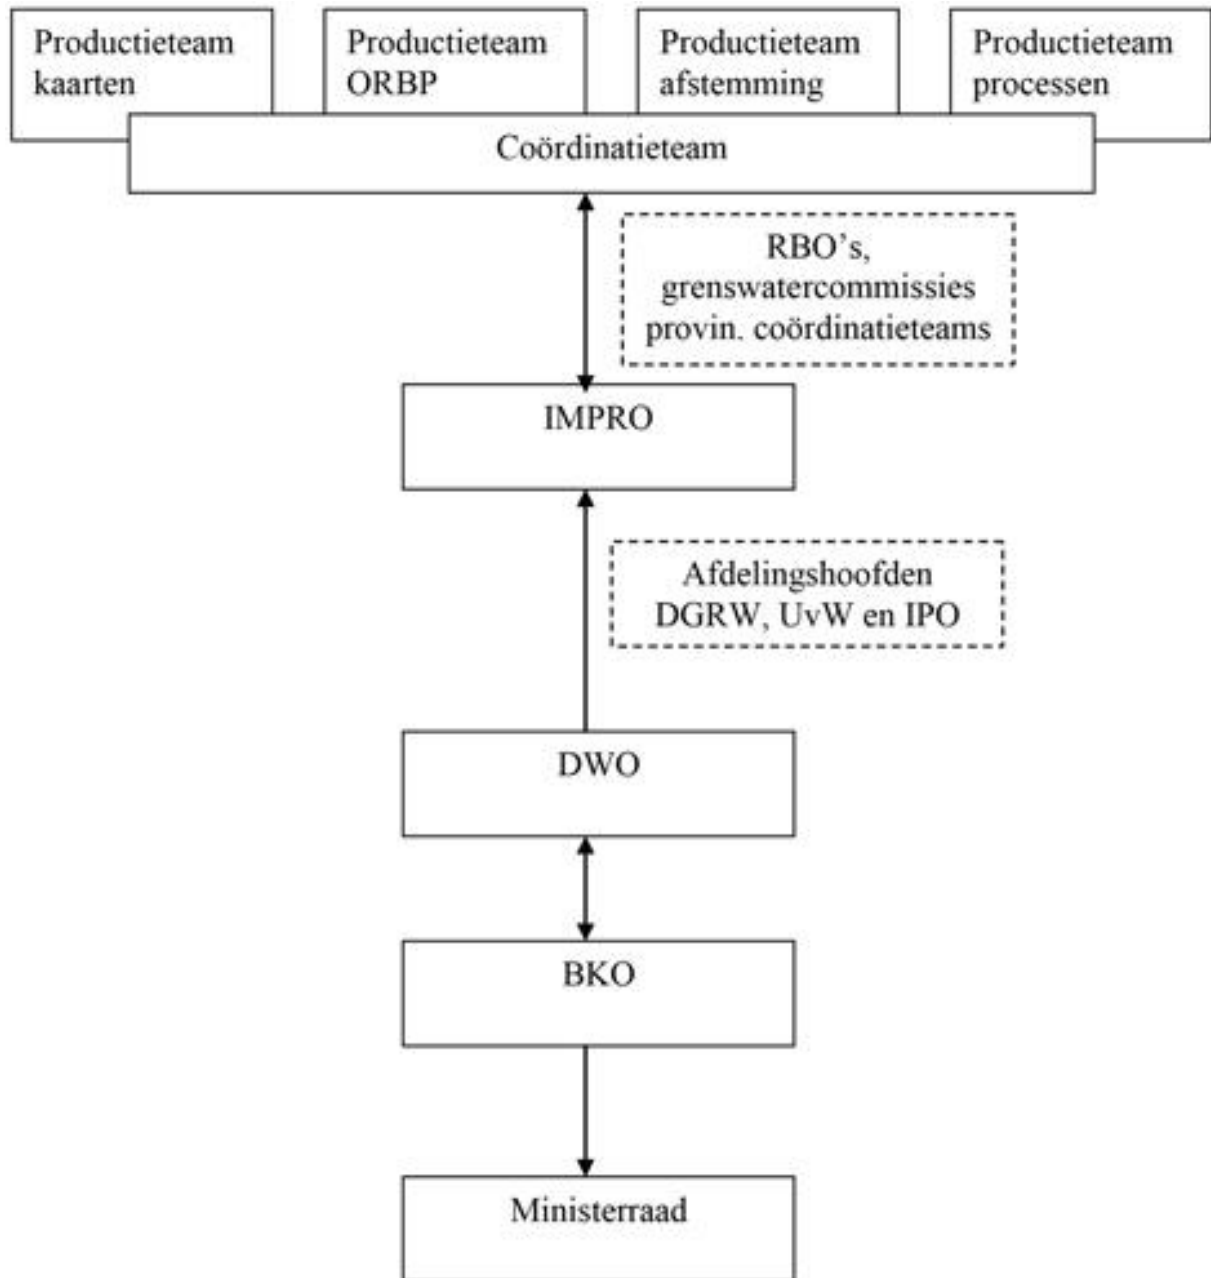 Productieteam
kaarten
Productieteam
ORBP
Productieteam
afstemming
Productieteam
processen
Coördinatieteam
RBO's,
grenswatercommissies
provin. coördinatieteams
IMPRO
Afdelingshoofden
DGRW, UvW en IPO
DWO
BKO
Ministerraad